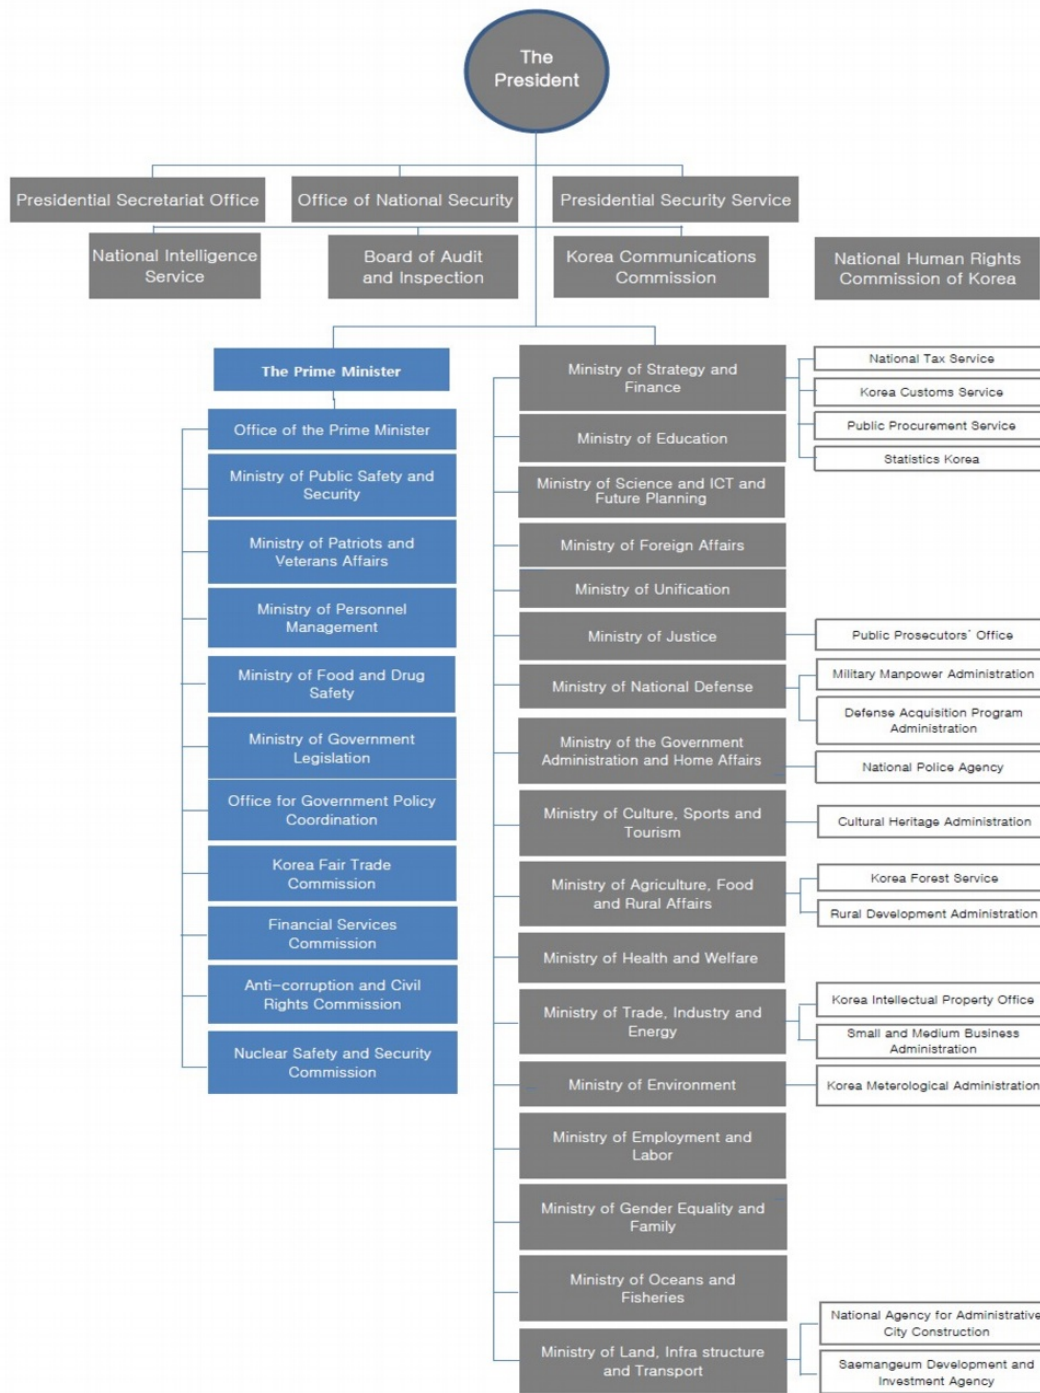 The
President
Presidential Secretariat Office
Office of National Security
Presidential Security Service
National Intelligence
Service
Board of Audit
and Inspection
Korea Communications
Commission
National Human Rights
Commission of Korea
The Prime Minister
Office of the Prime Minister
Ministry of Public Safety and
Security
Ministry of Patriots and
Veterans Affairs
Ministry of Personnel
Management
Ministry of Food and Drug
Safety
Ministry of Government
Legislation
Office for Government Policy
Coordination
Korea Fair Trade
Commission
Financial Services
Commission
Anti-corruption and Civil
Rights Commission
Nuclear Safety and Security
Commission
Ministry of Strategy and
Finance
Ministry of Education
Ministry of Science and ICT and
Future Planning
Ministry of Foreign Affairs
Ministry of Unification
Ministry of Justice
Ministry of National Defense
Ministry of the Government
Administration and Home Affairs
Ministry of Culture, Sports and
Tourism
Ministry of Agriculture, Food
and Rural Affairs
Ministry of Health and Welfare
Ministry of Trade, Industry and
Energy
Ministry of Environment
Ministry of Employment and
Labor
Ministry of Gender Equality and
Family
Ministry of Oceans and
Fisheries
Ministry of Land, Infra structure
and Transport
National Tax Service
Korea Customs Service
Public Procurement Service
Statistics Korea
Public Prosecutors' Office
Military Manpower Administration
Defense Acquisition Program
Administration
National Police Agency
Cultural Heritage Administration
Korea Forest Service
Rural Development Administration
Korea Intellectual Property Office
Small and Medium Business
Administration
Korea Meterological Administration
National Agency for Administrative
City Construction
Saemangeum Development and
Investment Agency